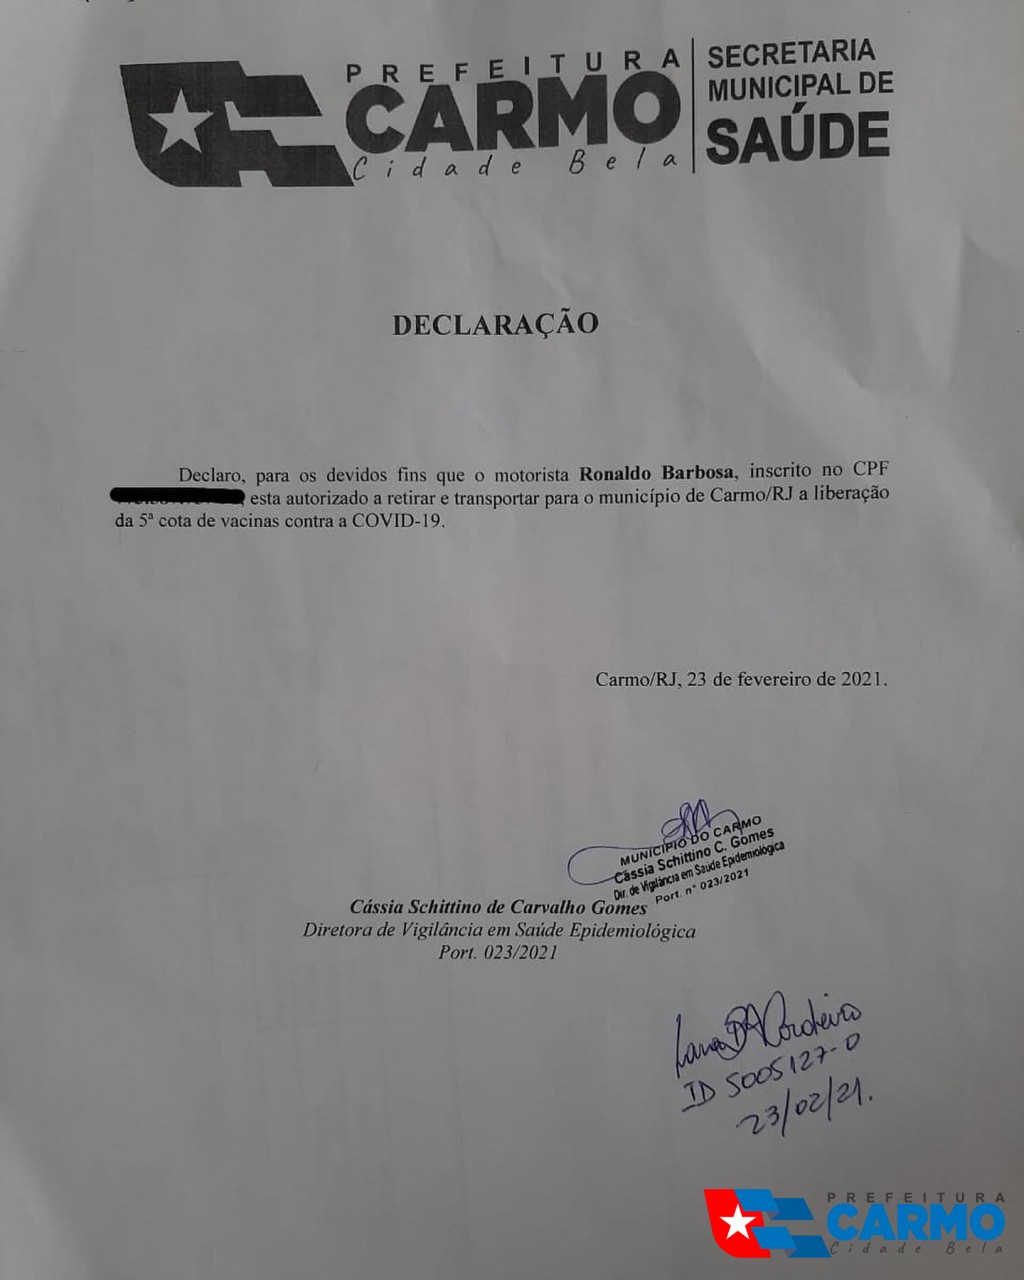 PREFEITURA
CARMO
Cidade Bela
SECRETARIA
MUNICIPAL DE
SAÚDE
DECLARAÇÃO
Declaro, para os devidos fins que o motorista Ronaldo Barbosa, inscrito no CPF
, esta autorizado a retirar e transportar para o município de Carmo/RJ a liberação
da 5ª cota de vacinas contra a COVID-19.
Carmo/RJ, 23 de fevereiro de 2021.
MUNICÍPIO DO CARMO
Cássia Schittino C. Gomes
Dir. de Vigilância em Saúde Epidemiológica
Port. n° 023/2021
Cássia Schittino de Carvalho Gomes
Diretora de Vigilância em Saúde Epidemiológica
Port. 023/2021
Cordeiro
ID 5005127-0
23/02/21.
PREFEITURA
CARMO
Cidade Bela